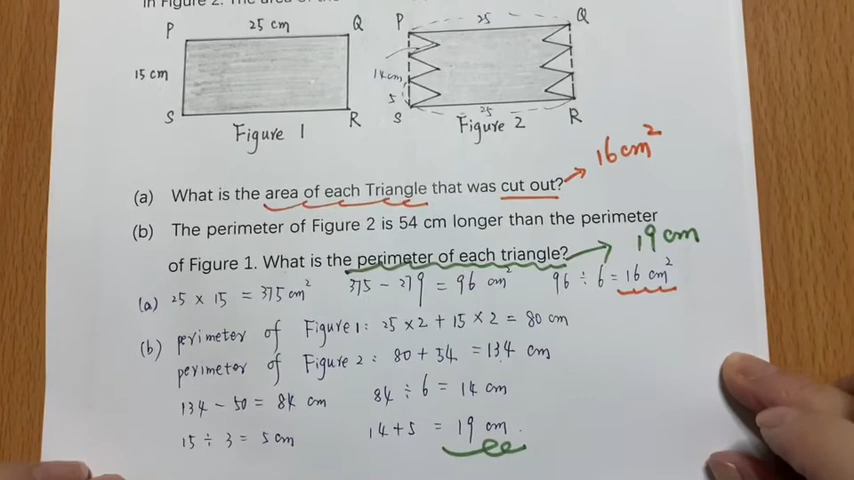 in Figure 2. The area of the
P 25 cm Q
15 cm
S R
Figure 1
P 25 Q
14cm
5
S 25 R
Figure 2
16 cm²
(a) What is the area of each Triangle that was cut out?
(b) The perimeter of Figure 2 is 54 cm longer than the perimeter
of Figure 1. What is the perimeter of each triangle?
19 cm
(a) 25 × 15 = 375 cm² 375 - 279 = 96 cm² 96 ÷ 6 = 16 cm²
(b) perimeter of Figure 1: 25 × 2 + 15 × 2 = 80 cm
perimeter of Figure 2: 80 + 54 = 134 cm
134 - 50 = 84 cm 84 ÷ 6 = 14 cm
15 ÷ 3 = 5 cm 14 + 5 = 19 cm.